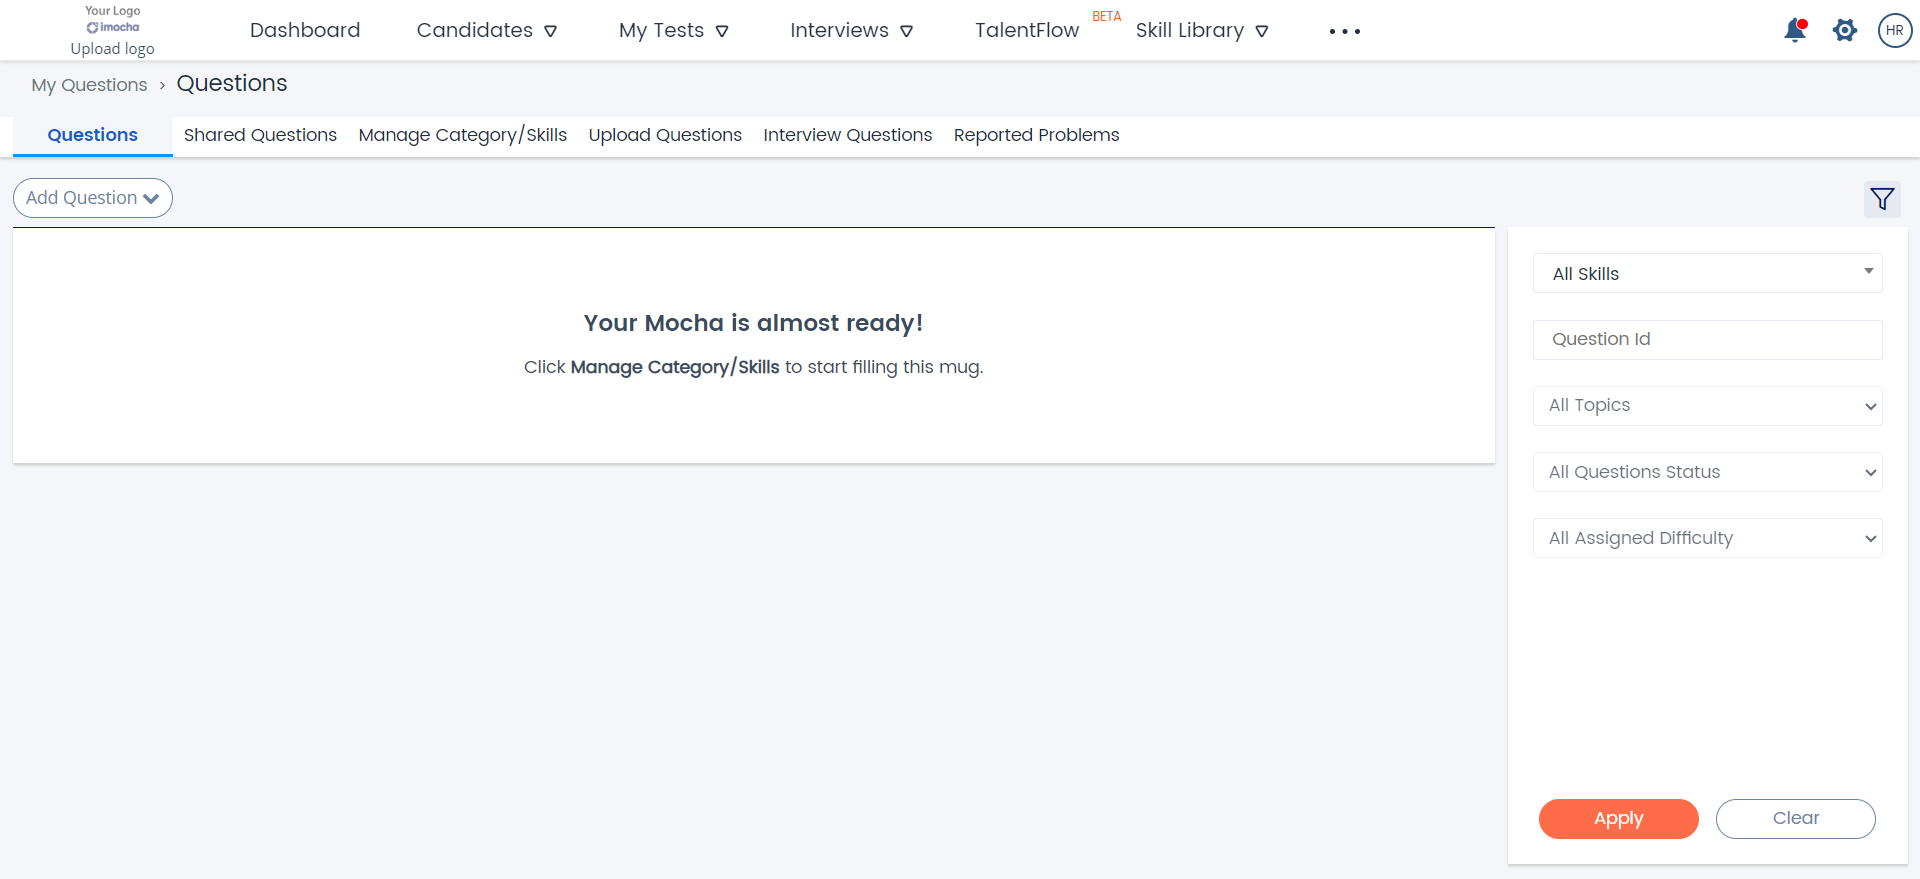 Your Logo
imocha
Upload logo
Dashboard
Candidates
My Tests
Interviews
TalentFlow
BETA
Skill Library
HR
My Questions › Questions
Questions
Shared Questions
Manage Category/Skills
Upload Questions
Interview Questions
Reported Problems
Add Question
Your Mocha is almost ready!
Click Manage Category/Skills to start filling this mug.
All Skills
Question Id
All Topics
All Questions Status
All Assigned Difficulty
Apply
Clear